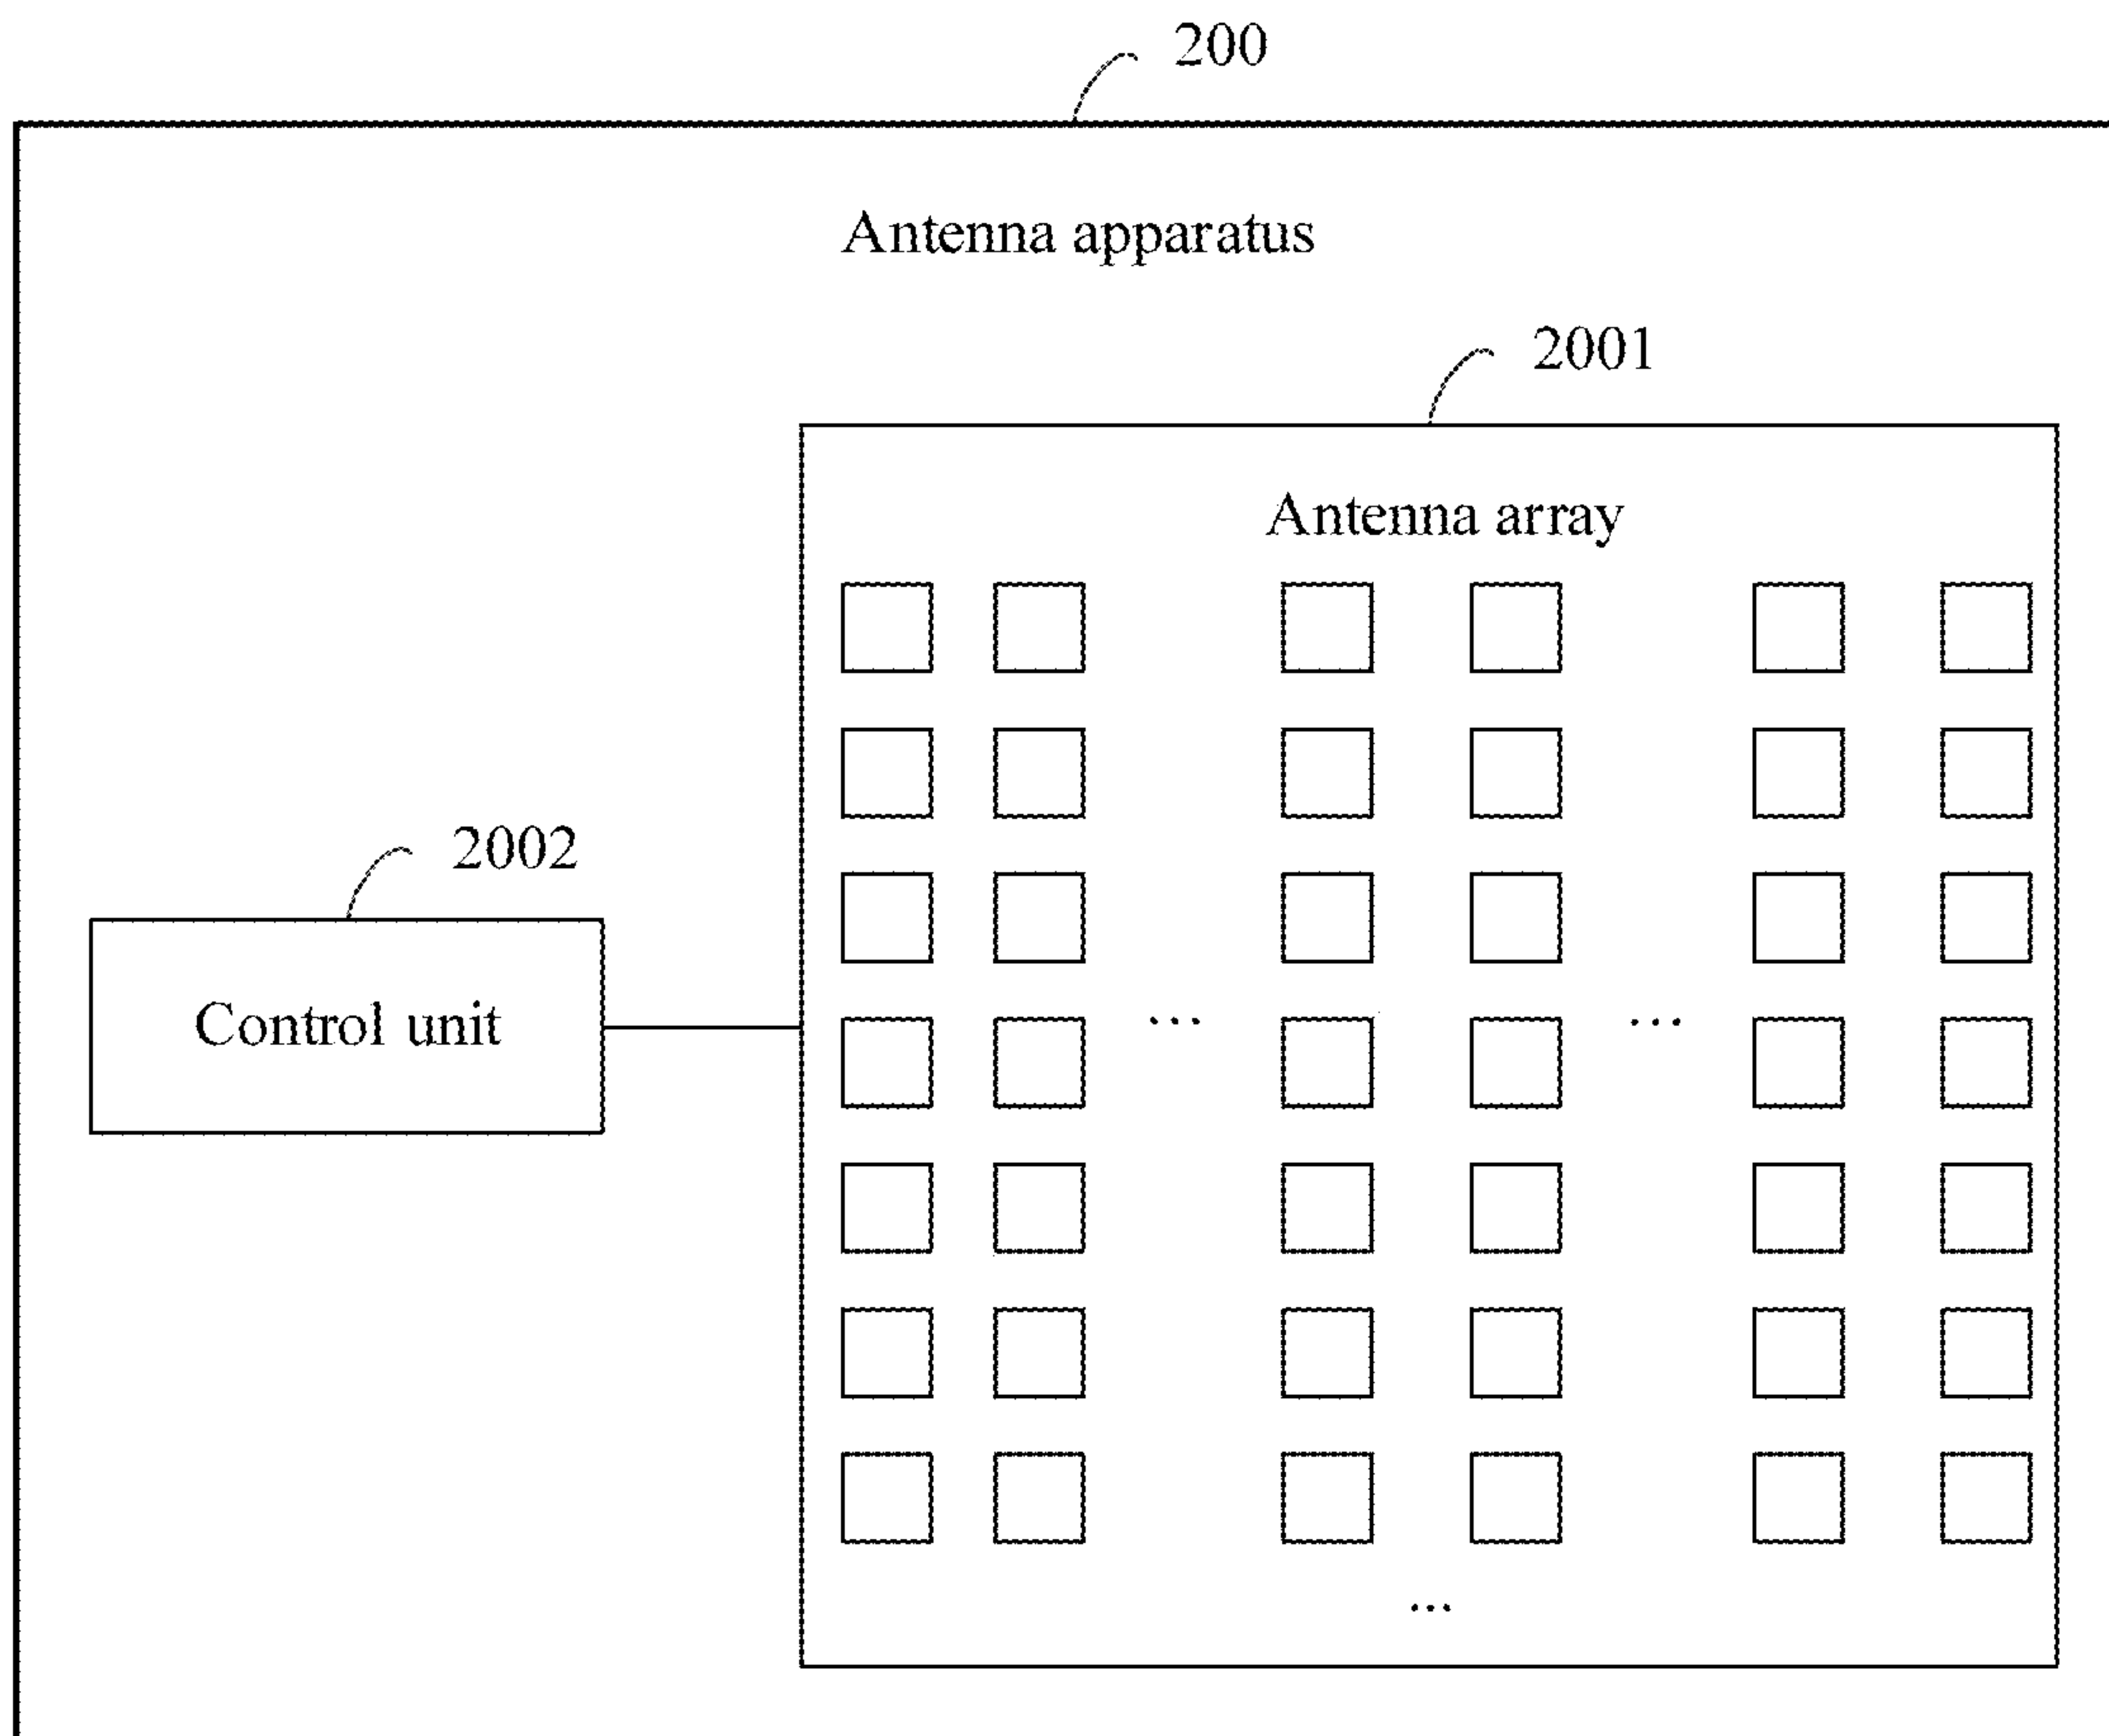 200
Antenna apparatus
2001
Antenna array
2002
Control unit
...
...
...